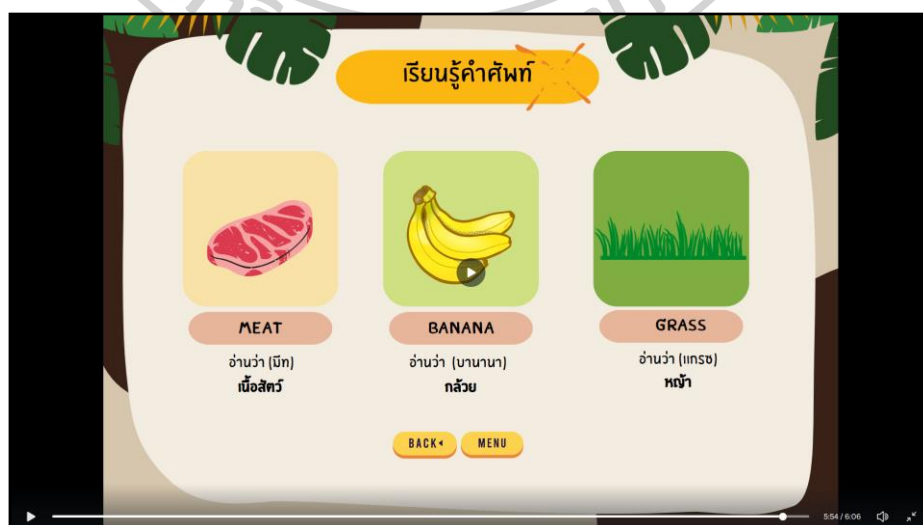 เรียนรู้คำศัพท์
MEAT
อ่านว่า (มีท)
เนื้อสัตว์
BANANA
อ่านว่า (บานานา)
กล้วย
GRASS
อ่านว่า (แกรซ)
หญ้า
BACK
MENU
5:54 / 6:06